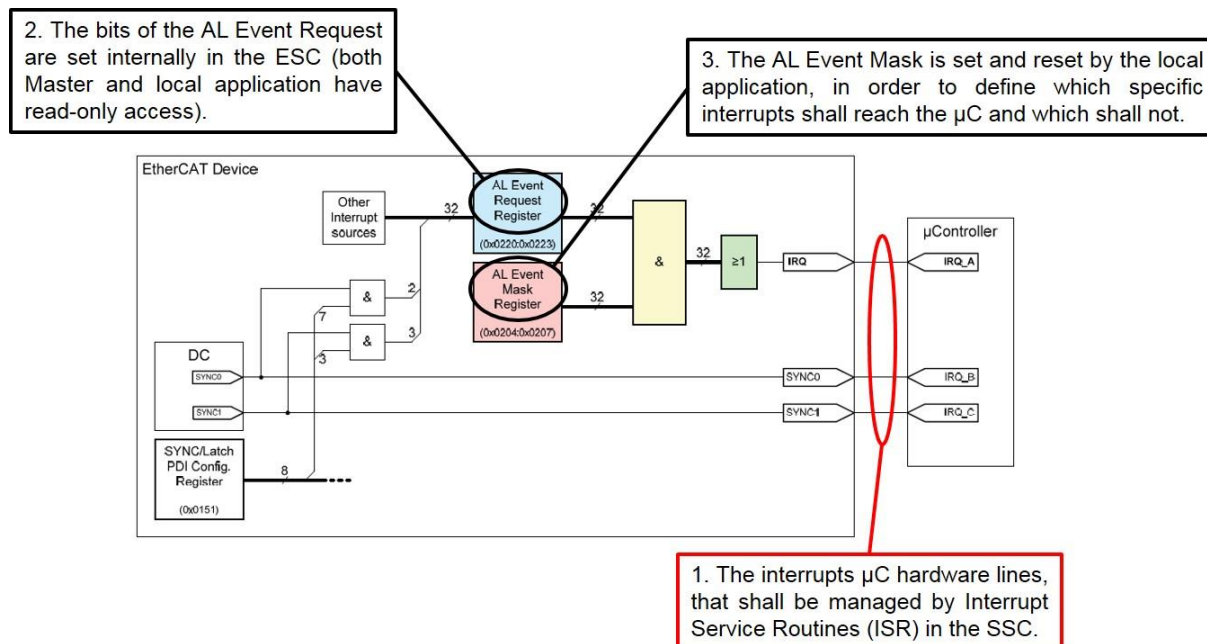 2. The bits of the AL Event Request
are set internally in the ESC (both
Master and local application have
read-only access).
3. The AL Event Mask is set and reset by the local
application, in order to define which specific
interrupts shall reach the µC and which shall not.
EtherCAT Device
Other
Interrupt
sources
32
AL Event
Request
Register
(0x0220:0x0223)
32
AL Event
Mask
Register
(0x0204:0x0207)
32
&
32
≥1
IRQ
µController
IRQ_A
&
2
7
&
3
3
DC
SYNC0
SYNC1
SYNC0
IRQ_B
SYNC1
IRQ_C
SYNC/Latch
PDI Config.
Register
(0x0151)
8
1. The interrupts µC hardware lines,
that shall be managed by Interrupt
Service Routines (ISR) in the SSC.